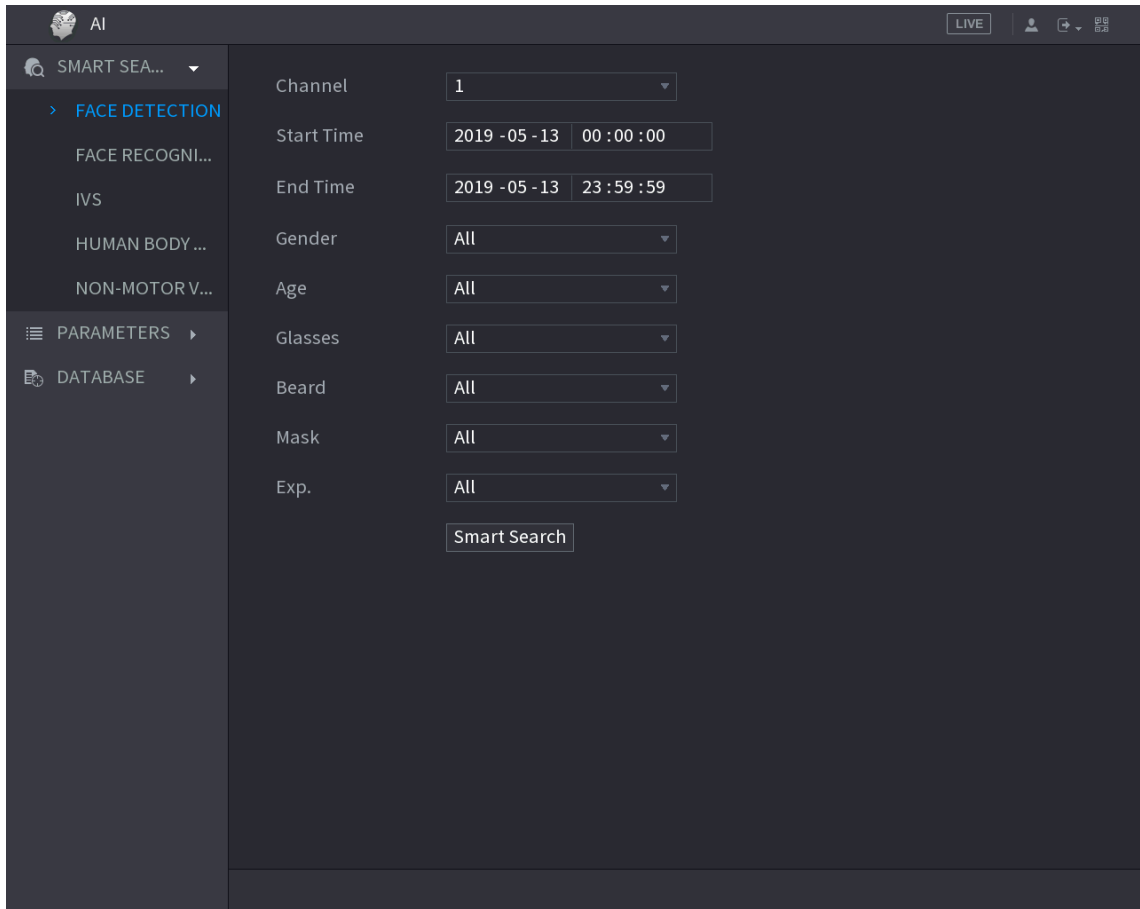 AI
LIVE
SMART SEA...
FACE DETECTION
FACE RECOGNI...
IVS
HUMAN BODY ...
NON-MOTOR V...
PARAMETERS
DATABASE
Channel 1
Start Time 2019 -05 -13 00 :00 :00
End Time 2019 -05 -13 23 :59 :59
Gender All
Age All
Glasses All
Beard All
Mask All
Exp. All
Smart Search